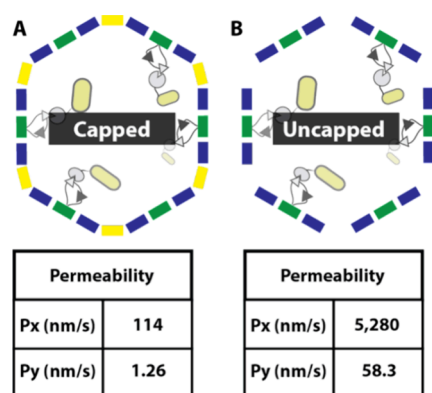 A
B
Capped
Uncapped
Permeability
Px (nm/s) 114
Py (nm/s) 1.26
Permeability
Px (nm/s) 5,280
Py (nm/s) 58.3